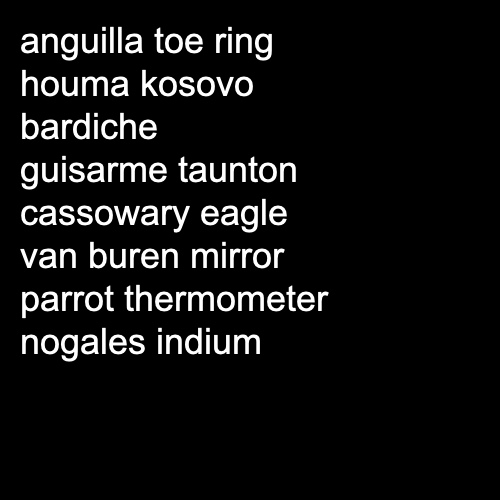 anguilla toe ring
houma kosovo
bardiche
guisarme taunton
cassowary eagle
van buren mirror
parrot thermometer
nogales indium